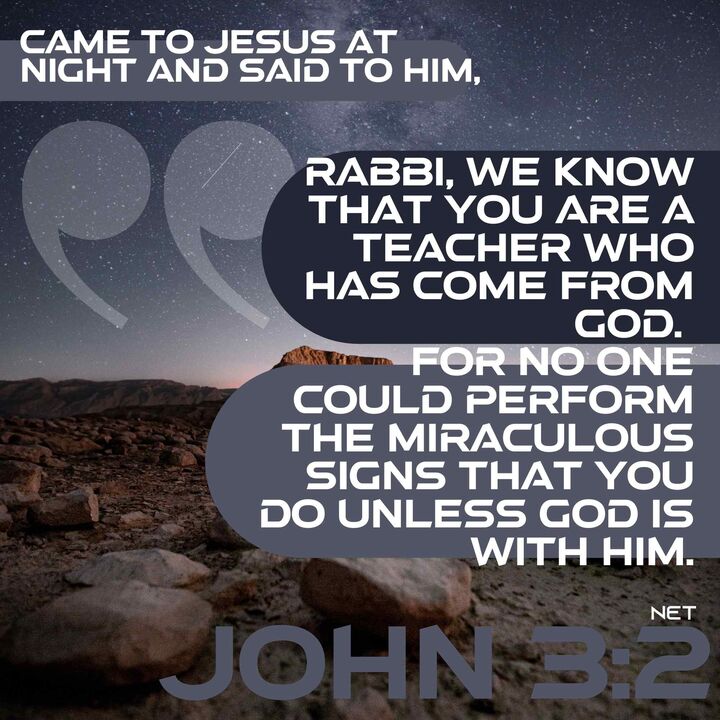 CAME TO JESUS AT
NIGHT AND SAID TO HIM,
RABBI, WE KNOW
THAT YOU ARE A
TEACHER WHO
HAS COME FROM
GOD.
FOR NO ONE
COULD PERFORM
THE MIRACULOUS
SIGNS THAT YOU
DO UNLESS GOD IS
WITH HIM.
NET
JOHN 3:2